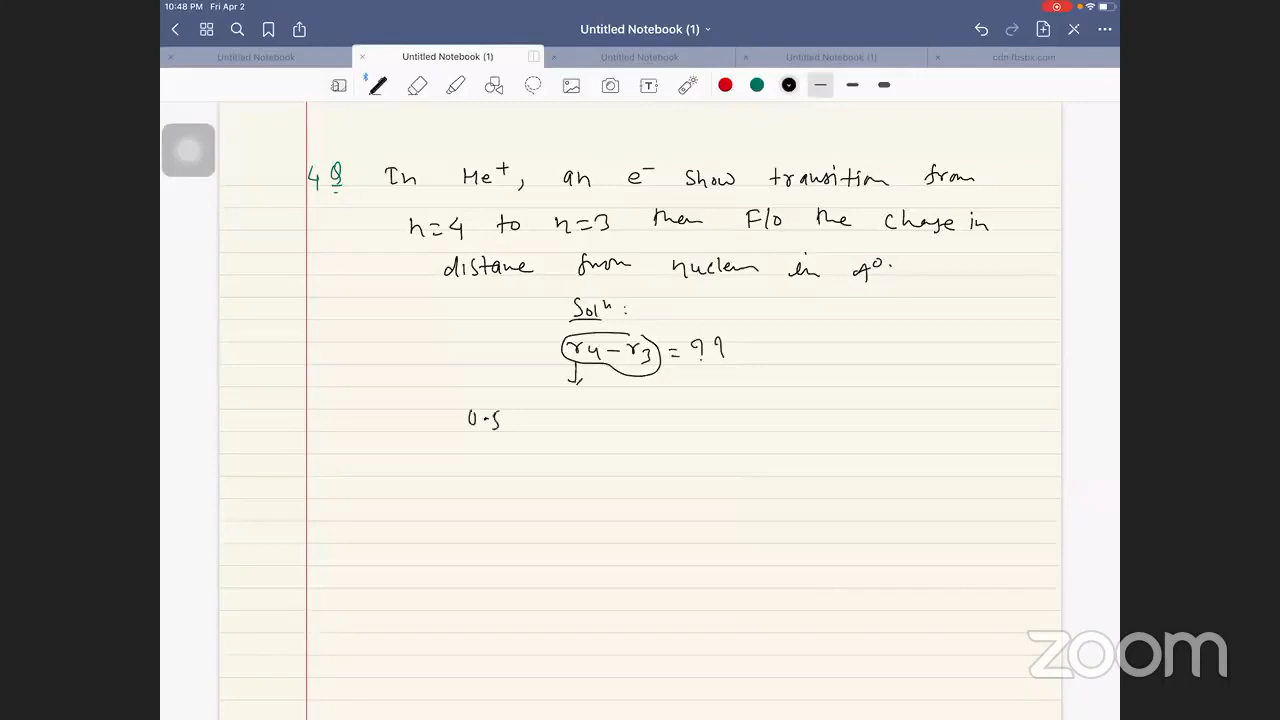 10:48 PM Fri Apr 2
Untitled Notebook (1)
Untitled Notebook Untitled Notebook (1) Untitled Notebook Untitled Notebook (1) cdn.fbsbx.com
4 Q In He+, an e− show transition from
n=4 to n=3 then F/o the change in
distane from nucleus in A°.
Solⁿ :
r4 − r3 = ??
0.5
zoom